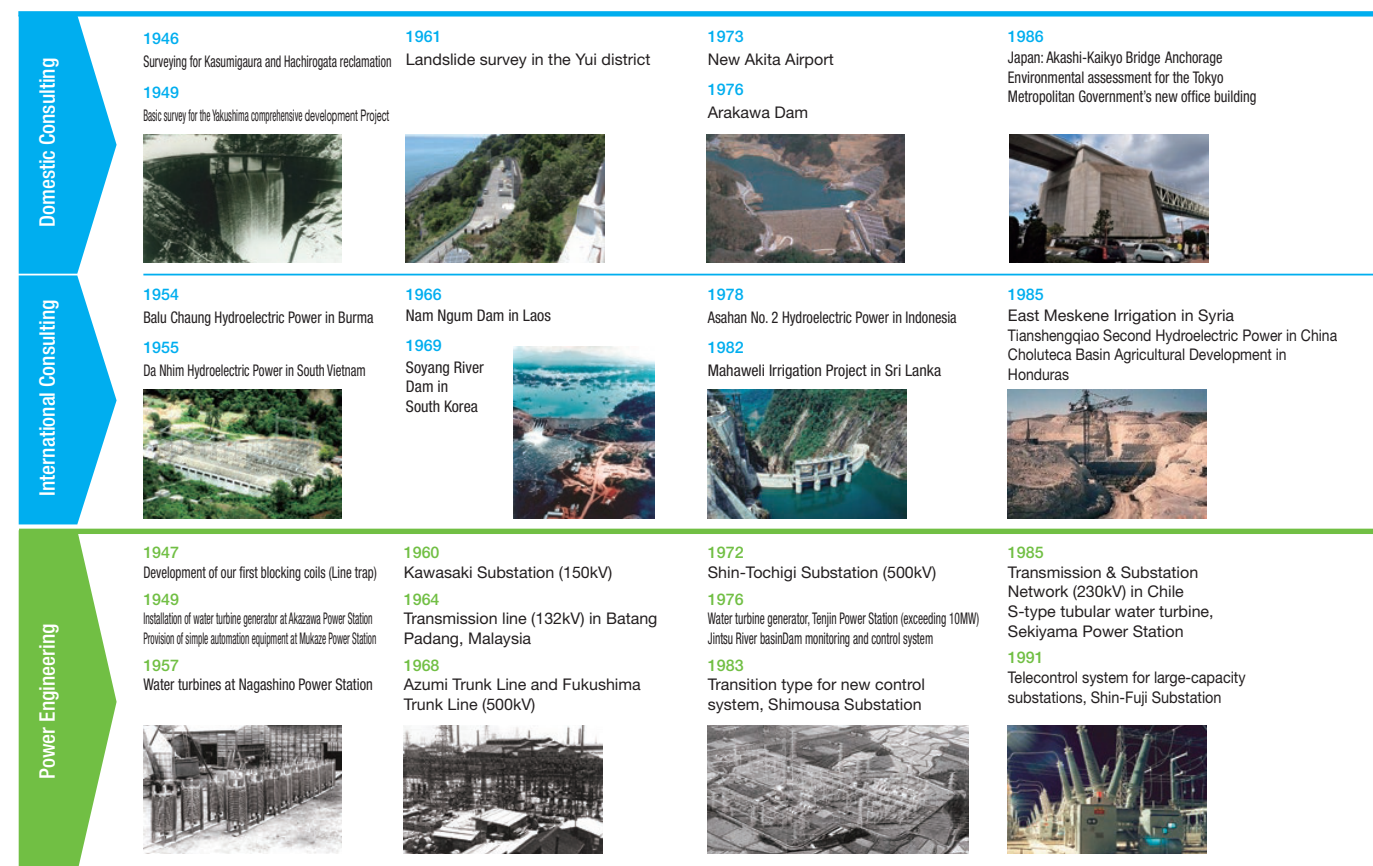 Domestic Consulting
1946
Surveying for Kasumigaura and Hachirogata reclamation
1949
Basic survey for the Yakushima comprehensive development Project
1961
Landslide survey in the Yui district
1973
New Akita Airport
1976
Arakawa Dam
1986
Japan: Akashi-Kaikyo Bridge Anchorage
Environmental assessment for the Tokyo
Metropolitan Government's new office building
International Consulting
1954
Balu Chaung Hydroelectric Power in Burma
1955
Da Nhim Hydroelectric Power in South Vietnam
1966
Nam Ngum Dam in Laos
1969
Soyang River
Dam in
South Korea
1978
Asahan No. 2 Hydroelectric Power in Indonesia
1982
Mahaweli Irrigation Project in Sri Lanka
1985
East Meskene Irrigation in Syria
Tianshengqiao Second Hydroelectric Power in China
Choluteca Basin Agricultural Development in
Honduras
Power Engineering
1947
Development of our first blocking coils (Line trap)
1949
Installation of water turbine generator at Akazawa Power Station
Provision of simple automation equipment at Mukaze Power Station
1957
Water turbines at Nagashino Power Station
1960
Kawasaki Substation (150kV)
1964
Transmission line (132kV) in Batang
Padang, Malaysia
1968
Azumi Trunk Line and Fukushima
Trunk Line (500kV)
1972
Shin-Tochigi Substation (500kV)
1976
Water turbine generator, Tenjin Power Station (exceeding 10MW)
Jintsu River basinDam monitoring and control system
1983
Transition type for new control
system, Shimousa Substation
1985
Transmission & Substation
Network (230kV) in Chile
S-type tubular water turbine,
Sekiyama Power Station
1991
Telecontrol system for large-capacity
substations, Shin-Fuji Substation